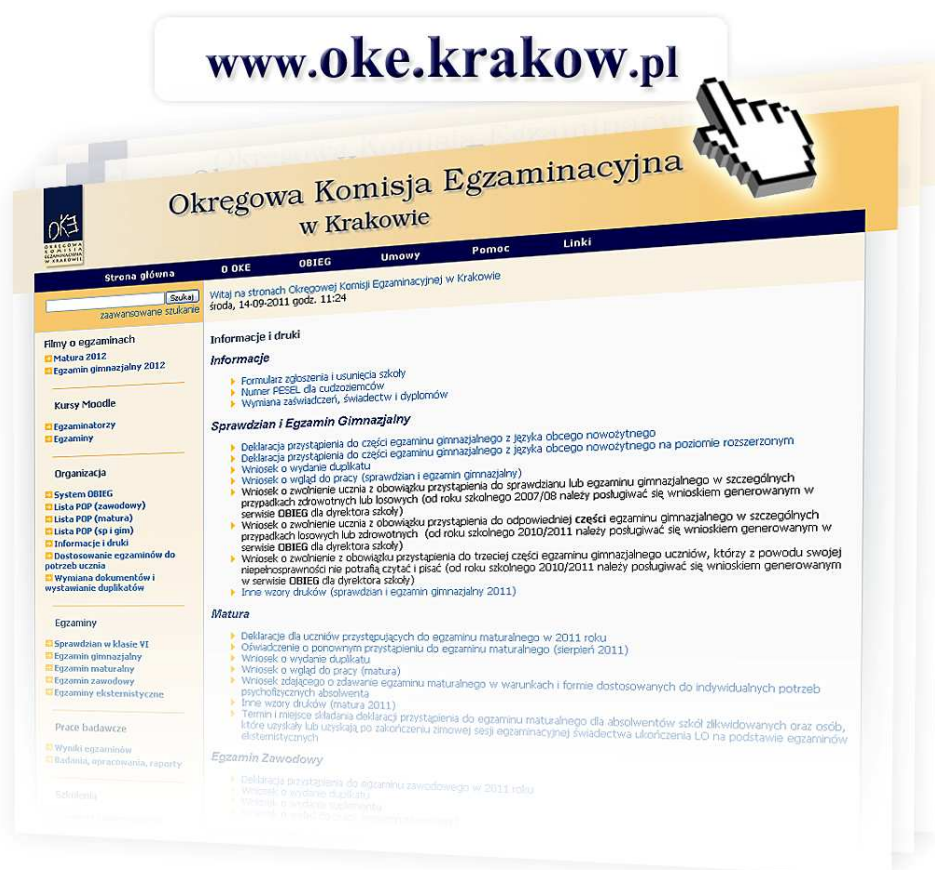 www.oke.krakow.pl
Okręgowa Komisja Egzaminacyjna
w Krakowie
OKE
OKRĘGOWA
KOMISJA
EGZAMINACYJNA
W KRAKOWIE
Strona główna
O OKE
OBIEG
Umowy
Pomoc
Linki
Szukaj
zaawansowane szukanie
Witaj na stronach Okręgowej Komisji Egzaminacyjnej w Krakowie
środa, 14-09-2011 godz. 11:24
Filmy o egzaminach
Matura 2012
Egzamin gimnazjalny 2012
Kursy Moodle
Egzaminatorzy
Egzaminy
Organizacja
System OBIEG
Lista POP (zawodowy)
Lista POP (matura)
Lista POP (sp i gim)
Informacje i druki
Dostosowanie egzaminów do
potrzeb ucznia
Wymiana dokumentów i
wystawianie duplikatów
Egzaminy
Sprawdzian w klasie VI
Egzamin gimnazjalny
Egzamin maturalny
Egzamin zawodowy
Egzaminy eksternistyczne
Prace badawcze
Wyniki egzaminów
Badania, opracowania, raporty
Szkolenia
Informacje i druki
Informacje
Formularz zgłoszenia i usunięcia szkoły
Numer PESEL dla cudzoziemców
Wymiana zaświadczeń, świadectw i dyplomów
Sprawdzian i Egzamin Gimnazjalny
Deklaracja przystąpienia do części egzaminu gimnazjalnego z języka obcego nowożytnego
Deklaracja przystąpienia do części egzaminu gimnazjalnego z języka obcego nowożytnego na poziomie rozszerzonym
Wniosek o wydanie duplikatu
Wniosek o wgląd do pracy (sprawdzian i egzamin gimnazjalny)
Wniosek o zwolnienie ucznia z obowiązku przystąpienia do sprawdzianu lub egzaminu gimnazjalnego w szczególnych
przypadkach zdrowotnych lub losowych (od roku szkolnego 2007/08 należy posługiwać się wnioskiem generowanym w
serwisie OBIEG dla dyrektora szkoły)
Wniosek o zwolnienie ucznia z obowiązku przystąpienia do odpowiedniej części egzaminu gimnazjalnego w szczególnych
przypadkach losowych lub zdrowotnych (od roku szkolnego 2010/2011 należy posługiwać się wnioskiem generowanym w
serwisie OBIEG dla dyrektora szkoły)
Wniosek o zwolnienie z obowiązku przystąpienia do trzeciej części egzaminu gimnazjalnego uczniów, którzy z powodu swojej
niepełnosprawności nie potrafią czytać i pisać (od roku szkolnego 2010/2011 należy posługiwać się wnioskiem generowanym
w serwisie OBIEG dla dyrektora szkoły)
Inne wzory druków (sprawdzian i egzamin gimnazjalny 2011)
Matura
Deklaracje dla uczniów przystępujących do egzaminu maturalnego w 2011 roku
Oświadczenie o ponownym przystąpieniu do egzaminu maturalnego (sierpień 2011)
Wniosek o wydanie duplikatu
Wniosek o wgląd do pracy (matura)
Wniosek zdającego o zdawanie egzaminu maturalnego w warunkach i formie dostosowanych do indywidualnych potrzeb
psychofizycznych absolwenta
Inne wzory druków (matura 2011)
Termin i miejsce składania deklaracji przystąpienia do egzaminu maturalnego dla absolwentów szkół zlikwidowanych oraz osób,
które uzyskały lub uzyskają po zakończeniu zimowej sesji egzaminacyjnej świadectwa ukończenia LO na podstawie egzaminów
eksternistycznych
Egzamin Zawodowy
Deklaracja przystąpienia do egzaminu zawodowego w 2011 roku
Wniosek o wydanie duplikatu
Wniosek o wydanie suplementu